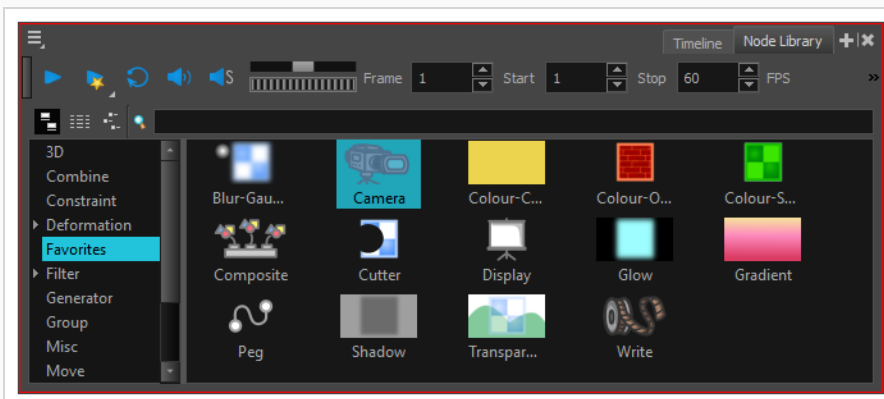 Timeline Node Library
S Frame 1 Start 1 Stop 60 FPS
3D
Combine
Constraint
Deformation
Favorites
Filter
Generator
Group
Misc
Move
Blur-Gau... Camera Colour-C... Colour-O... Colour-S...
Composite Cutter Display Glow Gradient
Peg Shadow Transpar... Write